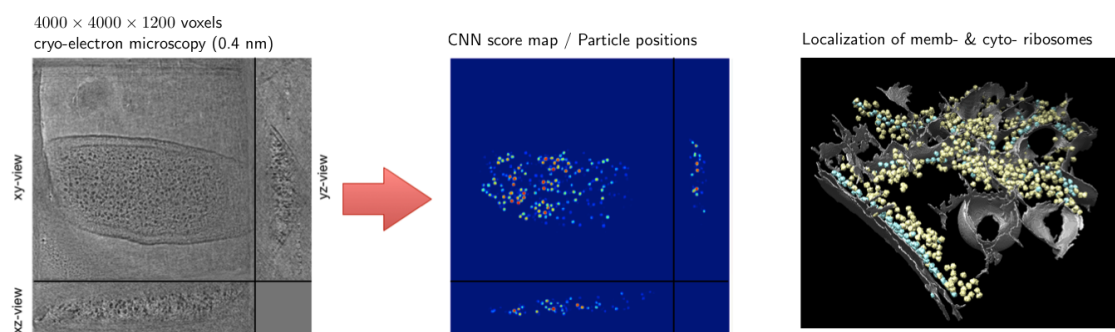 4000 × 4000 × 1200 voxels
cryo-electron microscopy (0.4 nm)
CNN score map / Particle positions
Localization of memb- & cyto- ribosomes
xy-view
yz-view
xz-view